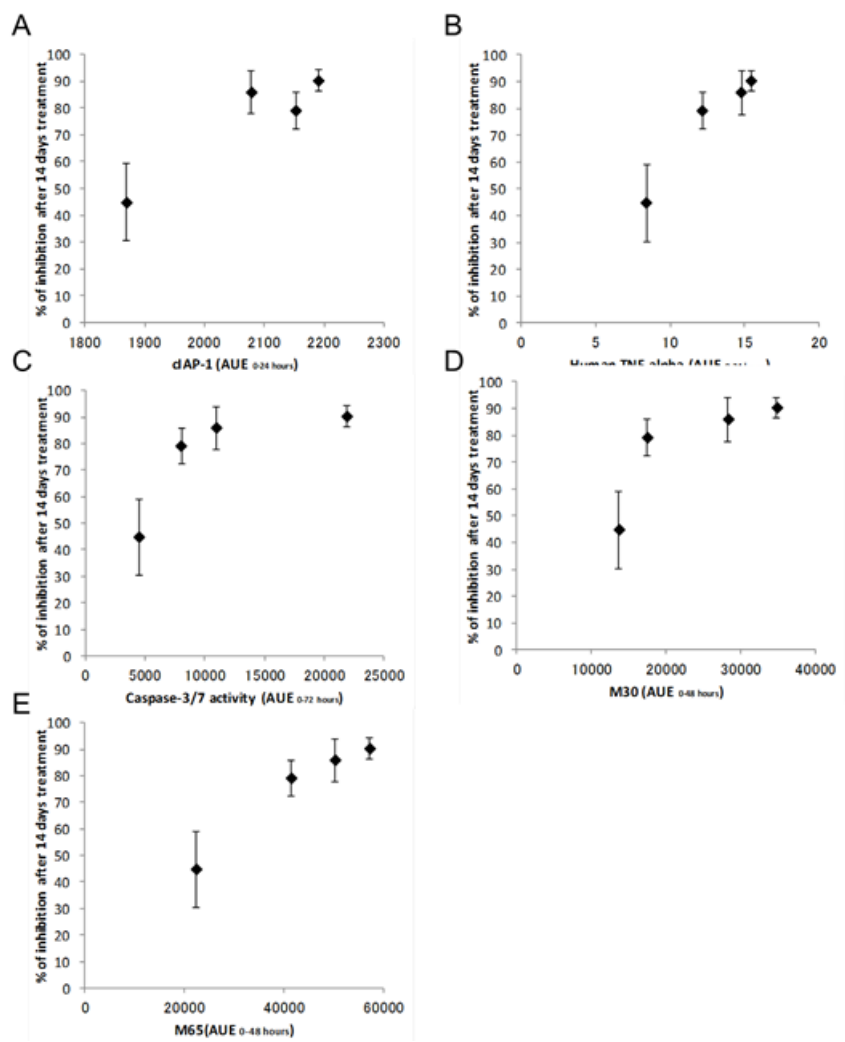 A
% of inhibition after 14 days treatment
100
90
80
70
60
50
40
30
20
10
0
1800 1900 2000 2100 2200 2300
cIAP-1 (AUE 0-24 hours)
B
% of inhibition after 14 days treatment
100
90
80
70
60
50
40
30
20
10
0
0 5 10 15 20
Human TNF alpha (AUE
C
% of inhibition after 14 days treatment
100
90
80
70
60
50
40
30
20
10
0
0 5000 10000 15000 20000 25000
Caspase-3/7 activity (AUE 0-72 hours)
D
% of inhibition after 14 days treatment
100
90
80
70
60
50
40
30
20
10
0
0 10000 20000 30000 40000
M30 (AUE 0-48 hours)
E
% of inhibition after 14 days treatment
100
90
80
70
60
50
40
30
20
10
0
0 20000 40000 60000
M65(AUE 0-48 hours)